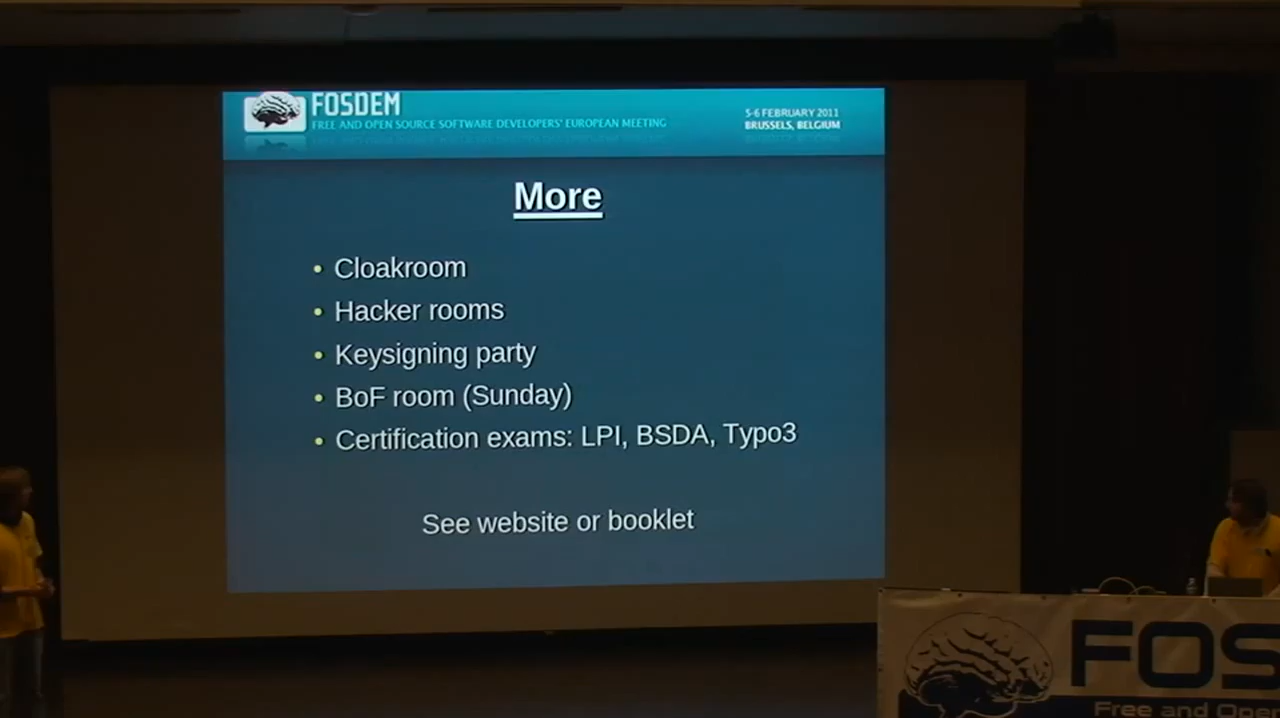 FOSDEM
FREE AND OPEN SOURCE SOFTWARE DEVELOPERS' EUROPEAN MEETING
5-6 FEBRUARY 2011
BRUSSELS, BELGIUM
More
• Cloakroom
• Hacker rooms
• Keysigning party
• BoF room (Sunday)
• Certification exams: LPI, BSDA, Typo3
See website or booklet
FOS
Free and Open